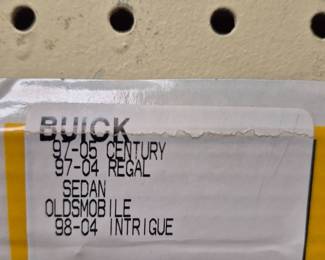 BUICK
97-05 CENTURY
97-04 REGAL
SEDAN
OLDSMOBILE
98-04 INTRIGUE